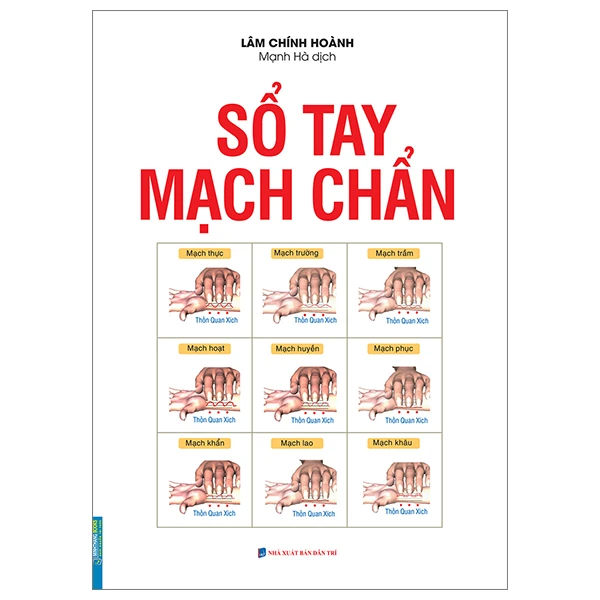 LÂM CHÍNH HOÀNH
Mạnh Hà dịch
SỔ TAY
MẠCH CHẨN
Mạch thực
Mạch trường
Mạch trầm
Thốn Quan Xích
Thốn Quan Xích
Thốn Quan Xích
Mạch hoạt
Mạch huyền
Mạch phục
Thốn Quan Xích
Thốn Quan Xích
Thốn Quan Xích
Mạch khẩn
Mạch lao
Mạch khâu
Thốn Quan Xích
Thốn Quan Xích
Thốn Quan Xích
MINHTHANG BOOKS
NHÀ XUẤT BẢN DÂN TRÍ